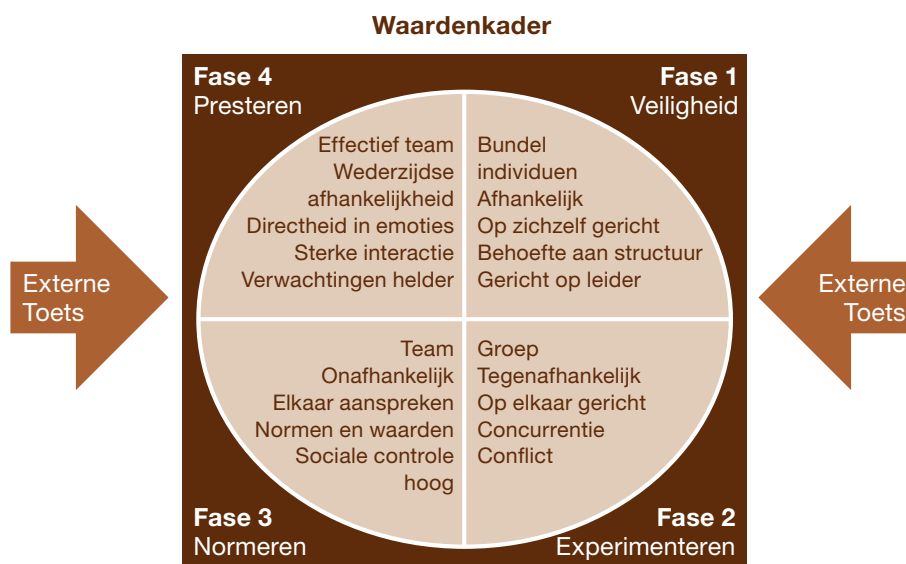 Waardenkader
Fase 4
Presteren
Fase 1
Veiligheid
Effectief team
Wederzijdse
afhankelijkheid
Directheid in emoties
Sterke interactie
Verwachtingen helder
Bundel
individuen
Afhankelijk
Op zichzelf gericht
Behoefte aan structuur
Gericht op leider
Externe
Toets
Externe
Toets
Team
Onafhankelijk
Elkaar aanspreken
Normen en waarden
Sociale controle
hoog
Groep
Tegenafhankelijk
Op elkaar gericht
Concurrentie
Conflict
Fase 3
Normeren
Fase 2
Experimenteren